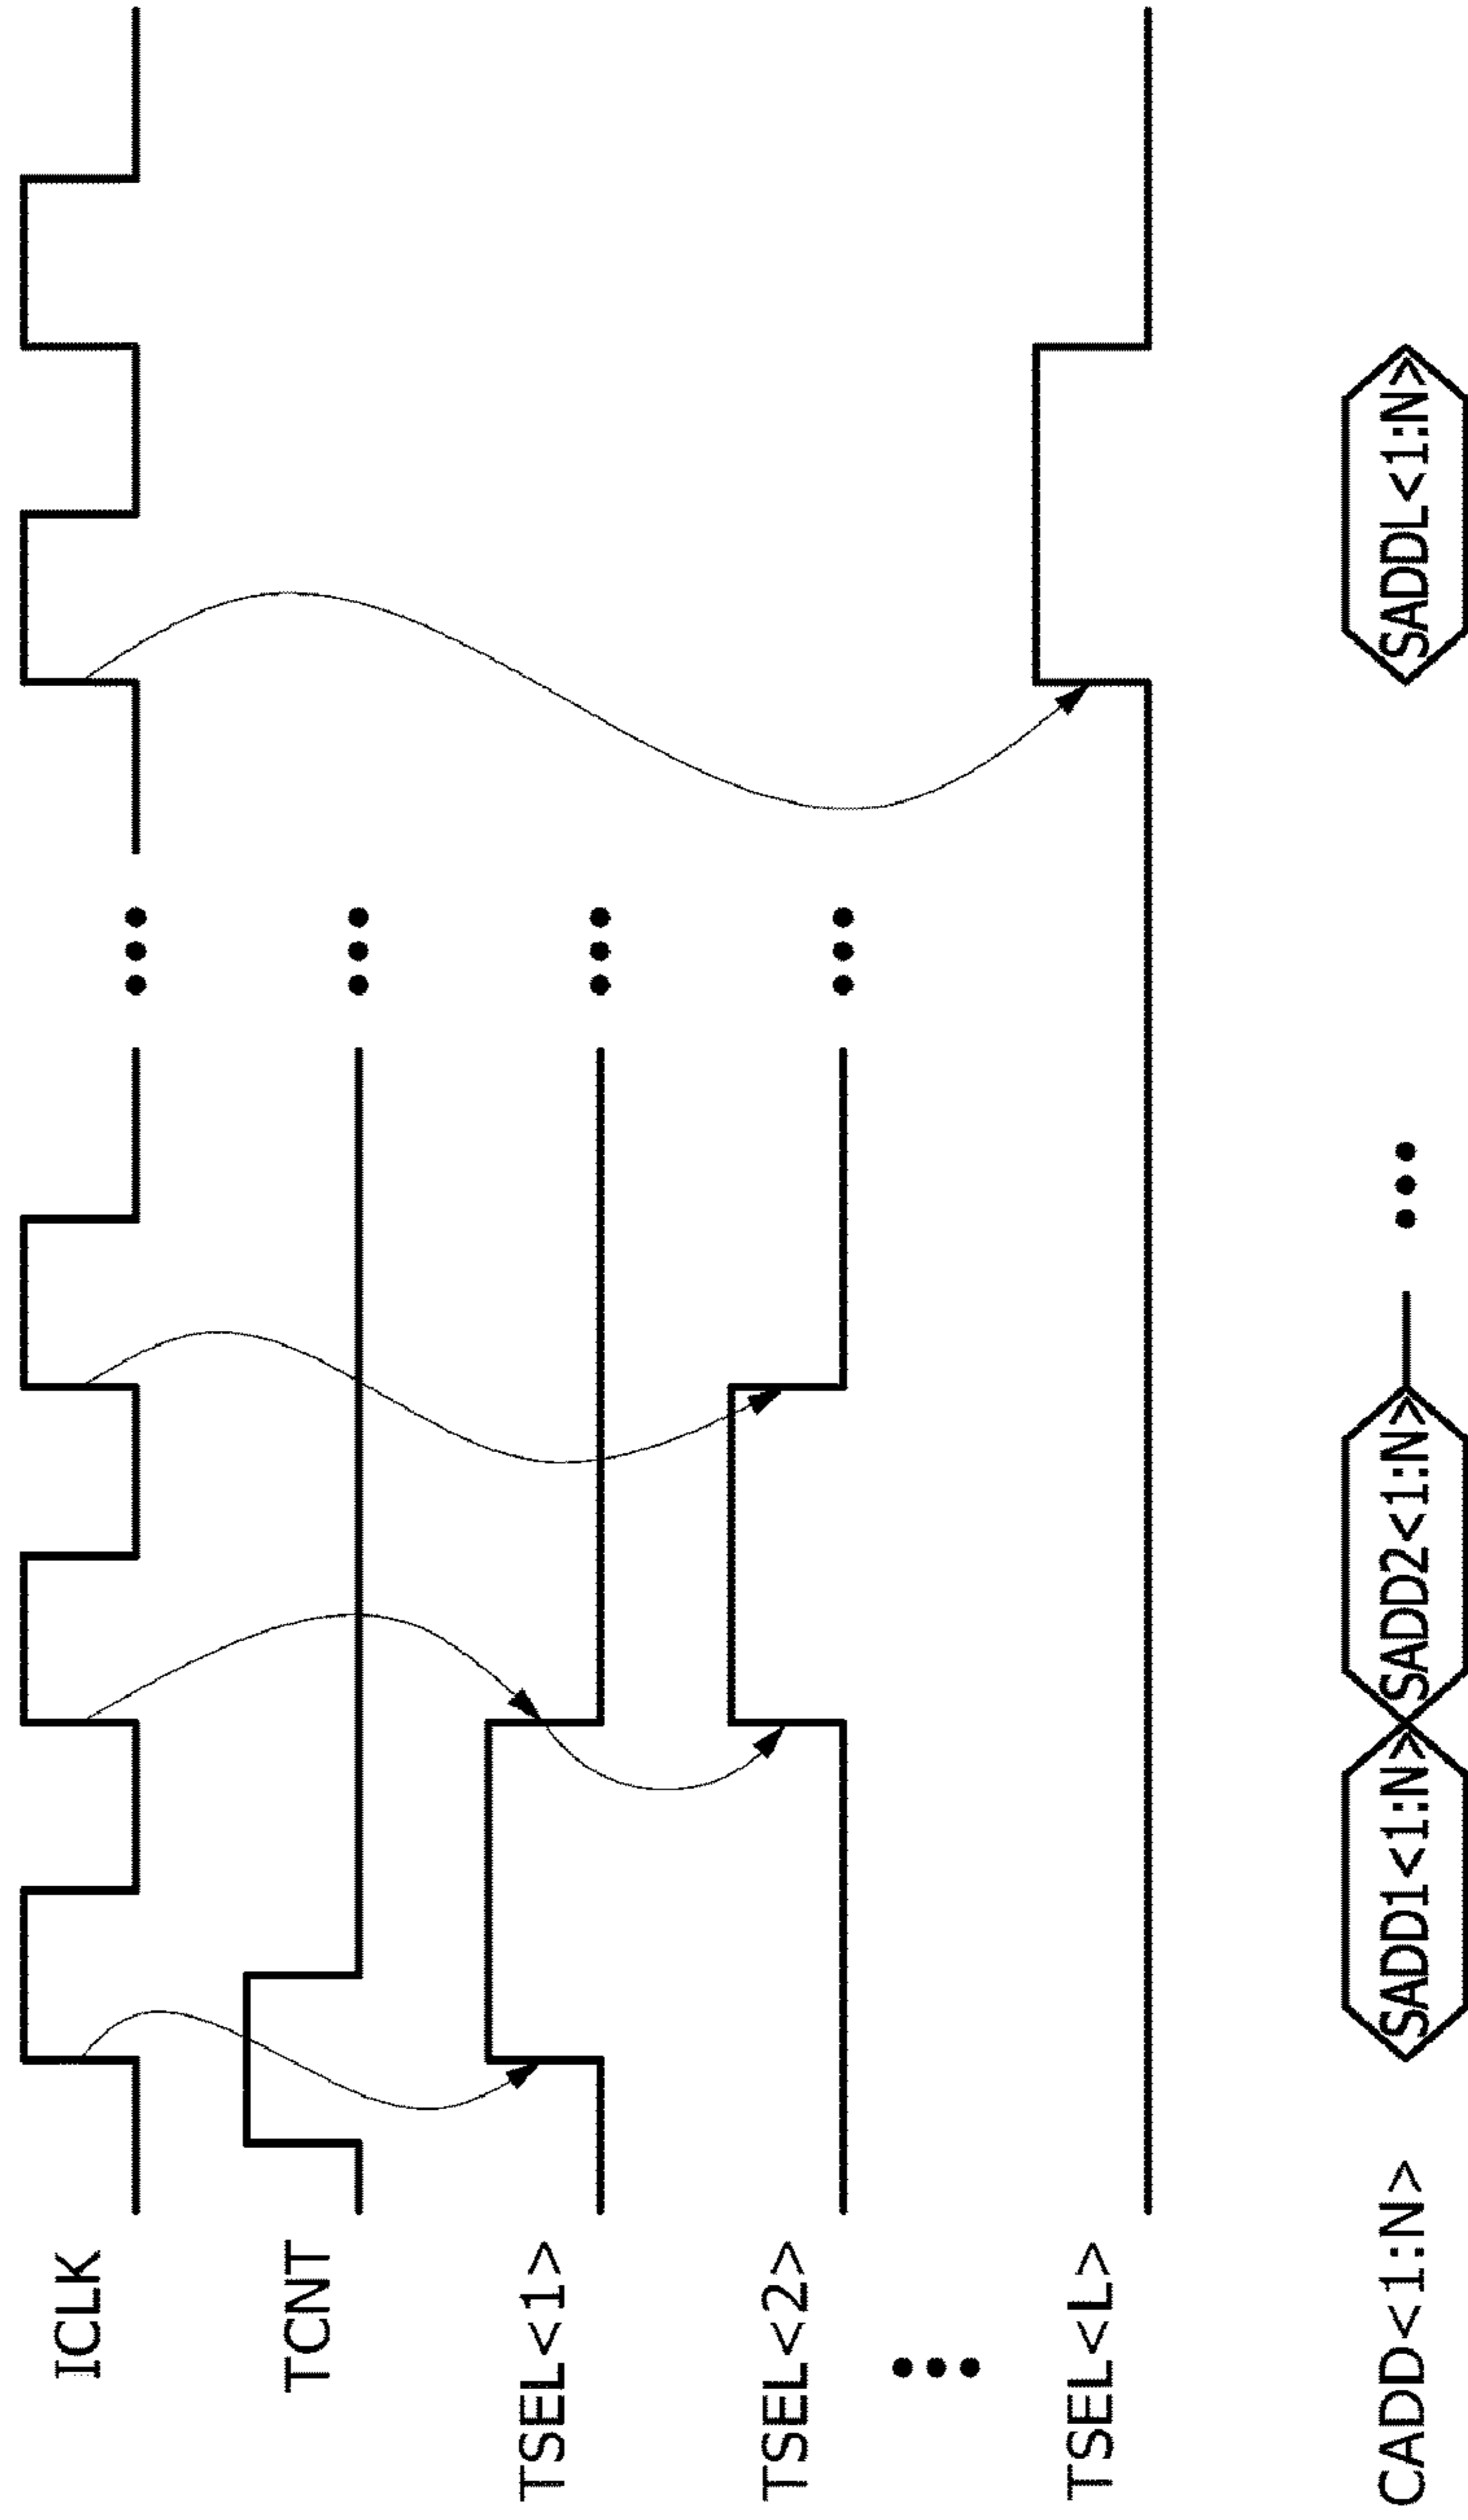 ICLK
TCNT
TSEL<1>
TSEL<2>
TSEL<L>
CADD<1:N> SADD1<1:N> SADD2<1:N> SADDL<1:N>